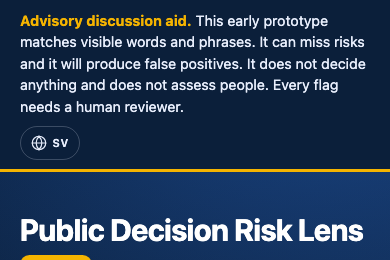 Advisory discussion aid. This early prototype
matches visible words and phrases. It can miss risks
and it will produce false positives. It does not decide
anything and does not assess people. Every flag
needs a human reviewer.
SV
Public Decision Risk Lens